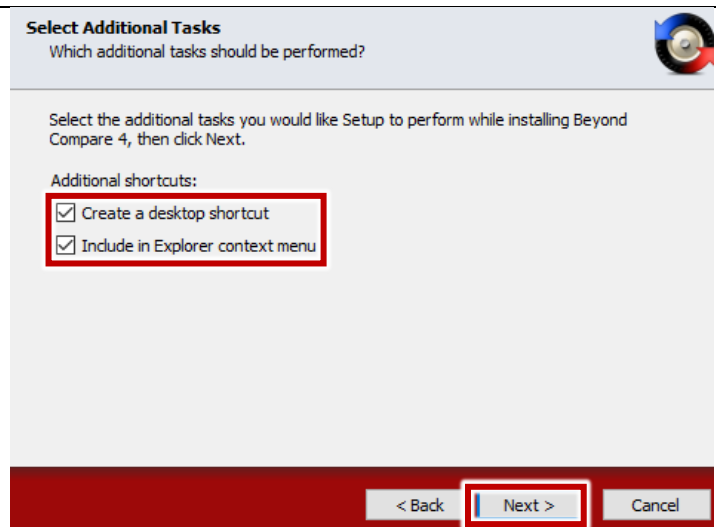 Select Additional Tasks
Which additional tasks should be performed?
Select the additional tasks you would like Setup to perform while installing Beyond
Compare 4, then click Next.
Additional shortcuts:
Create a desktop shortcut
Include in Explorer context menu
< Back Next > Cancel